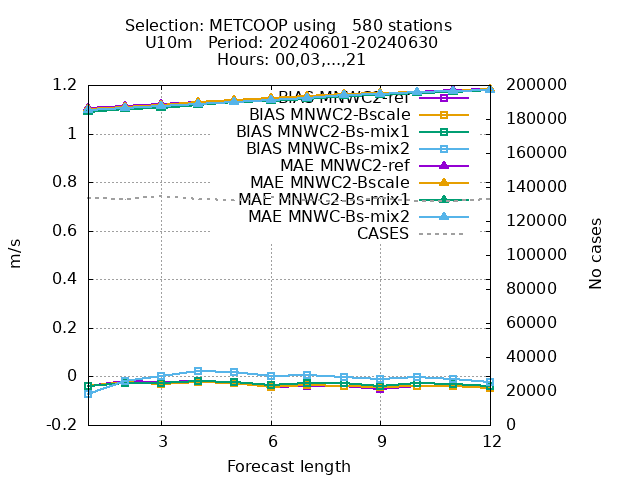 Selection: METCOOP using 580 stations
U10m Period: 20240601-20240630
Hours: 00,03,...,21
1.2
1
0.8
0.6
0.4
0.2
0
-0.2
m/s
BIAS MNWC2-ref
BIAS MNWC2-Bscale
BIAS MNWC2-Bs-mix1
BIAS MNWC-Bs-mix2
MAE MNWC2-ref
MAE MNWC2-Bscale
MAE MNWC2-Bs-mix1
MAE MNWC-Bs-mix2
CASES
200000
180000
160000
140000
120000
100000
80000
60000
40000
20000
0
No cases
3 6 9 12
Forecast length